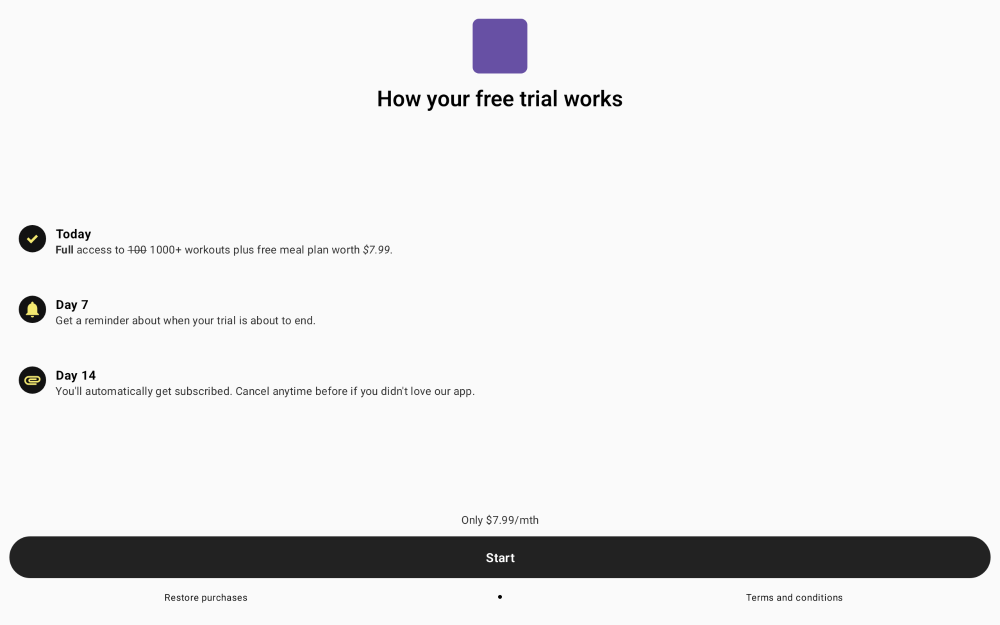 How your free trial works
Today
Full access to 100 1000+ workouts plus free meal plan worth $7.99.
Day 7
Get a reminder about when your trial is about to end.
Day 14
You'll automatically get subscribed. Cancel anytime before if you didn't love our app.
Only $7.99/mth
Start
Restore purchases
Terms and conditions